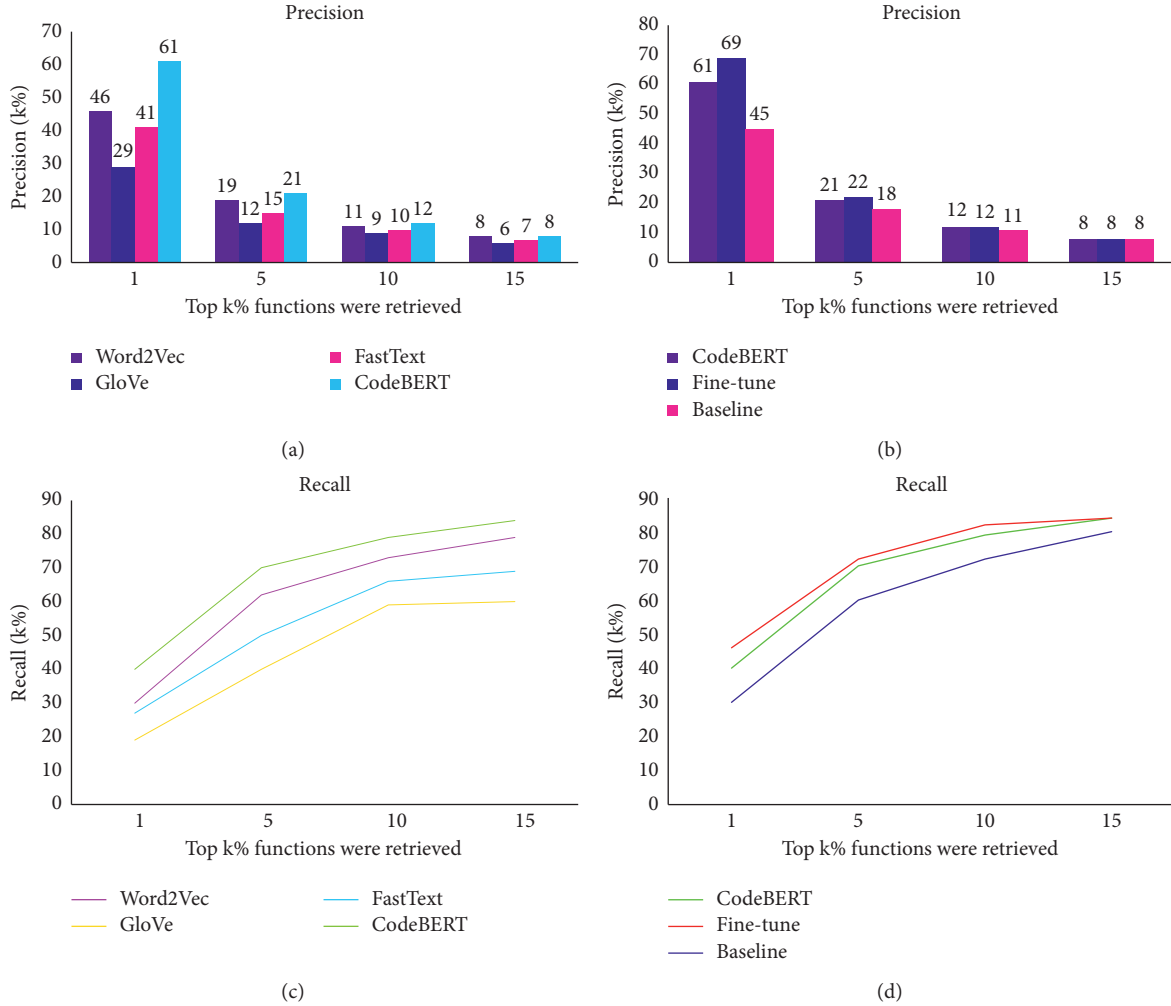 Precision
Precision (k%)
70
60
50
40
30
20
10
0
46
29
41
61
19
12
15
21
11
9
10
12
8
6
7
8
1 5 10 15
Top k% functions were retrieved
Word2Vec FastText
GloVe CodeBERT
(a)
Precision
Precision (k%)
80
70
60
50
40
30
20
10
0
61
69
45
21
22
18
12
12
11
8
8
8
1 5 10 15
Top k% functions were retrieved
CodeBERT
Fine-tune
Baseline
(b)
Recall
Recall (k%)
90
80
70
60
50
40
30
20
10
0
1 5 10 15
Top k% functions were retrieved
Word2Vec FastText
GloVe CodeBERT
(c)
Recall
Recall (k%)
90
80
70
60
50
40
30
20
10
0
1 5 10 15
Top k% functions were retrieved
CodeBERT
Fine-tune
Baseline
(d)